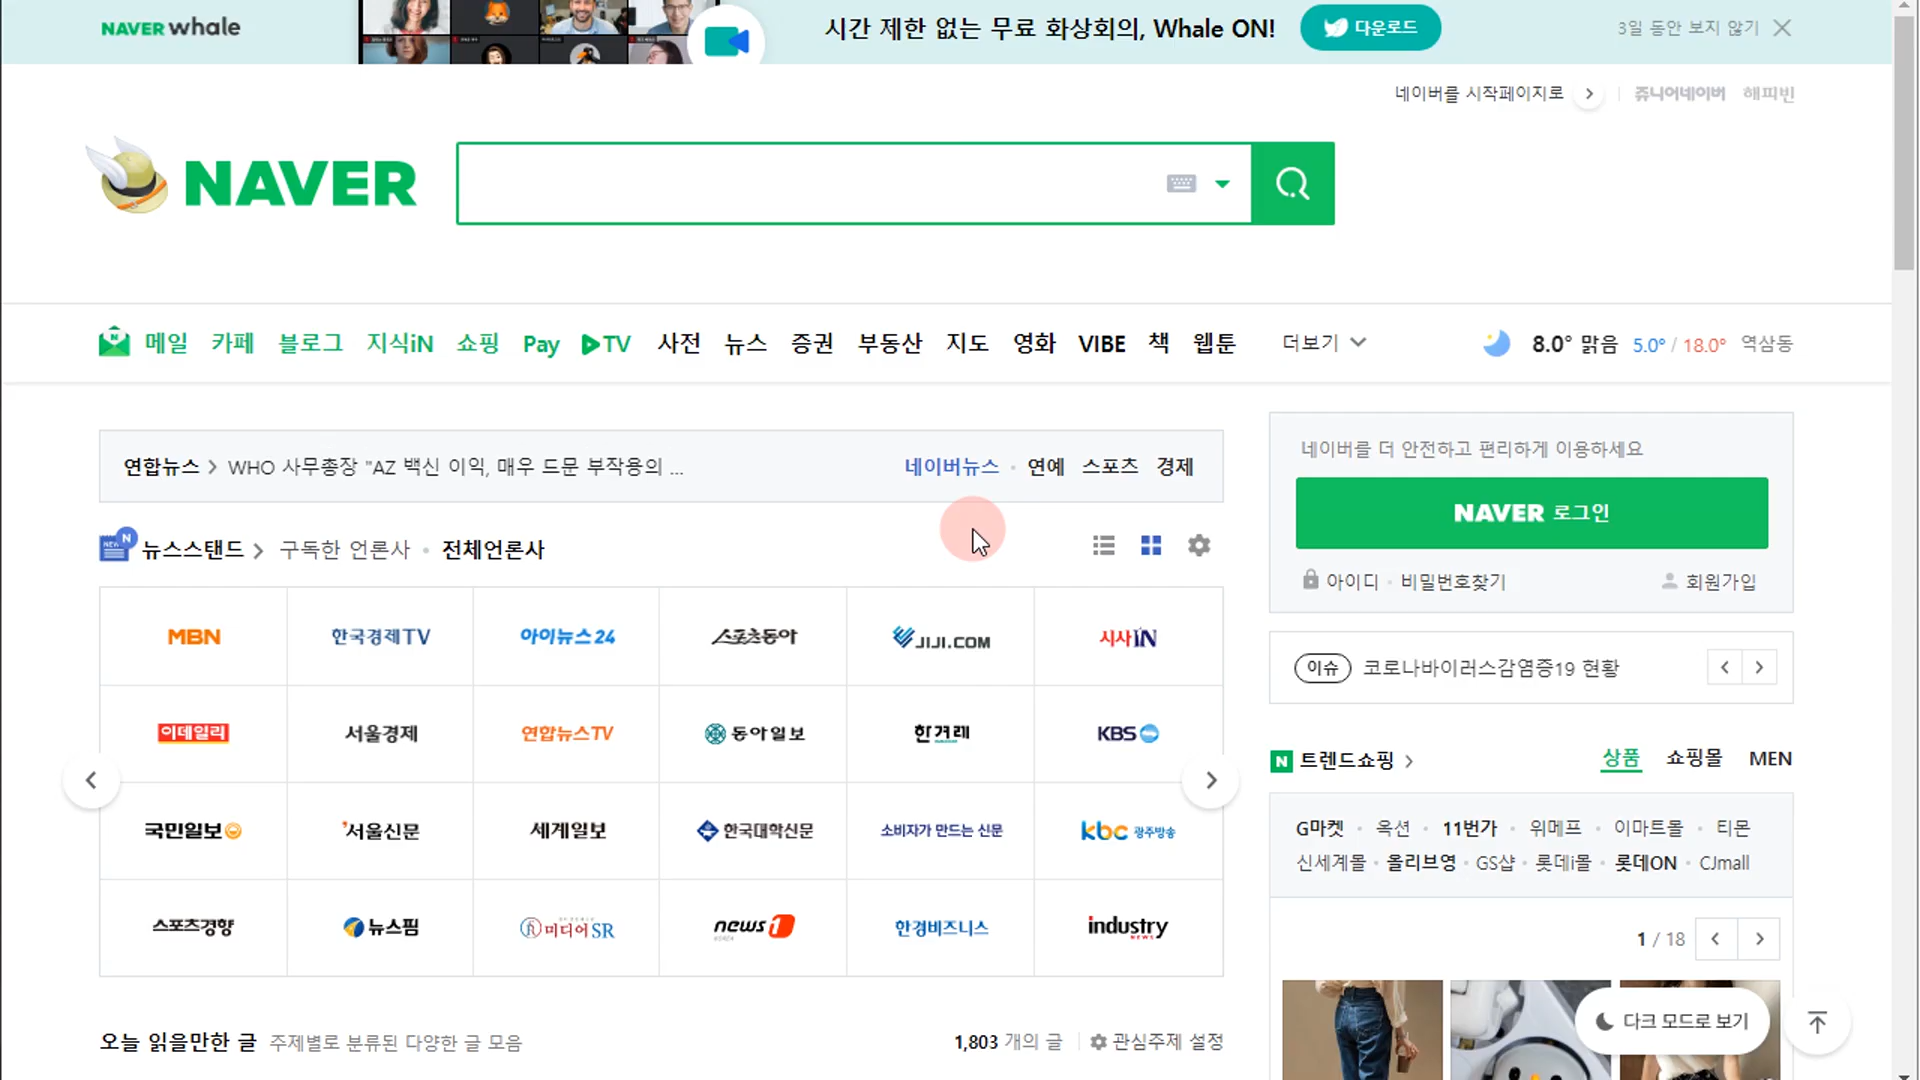 NAVER whale
시간 제한 없는 무료 화상회의, Whale ON!
다운로드
3일 동안 보지 않기
네이버를 시작페이지로
쥬니어네이버 해피빈
NAVER
메일 카페 블로그 지식iN 쇼핑 Pay TV 사전 뉴스 증권 부동산 지도 영화 VIBE 책 웹툰 더보기
8.0° 맑음 5.0° / 18.0° 역삼동
연합뉴스 > WHO 사무총장 "AZ 백신 이익, 매우 드문 부작용의 ...
네이버뉴스 · 연예 스포츠 경제
네이버를 더 안전하고 편리하게 이용하세요
NAVER 로그인
아이디 · 비밀번호찾기 회원가입
NEW N 뉴스스탠드 > 구독한 언론사 · 전체언론사
MBN 한국경제TV 아이뉴스24 스포츠동아 JIJI.COM 시사IN
이데일리 서울경제 연합뉴스TV 동아일보 한겨레 KBS
국민일보 서울신문 세계일보 한국대학신문 소비자가 만드는 신문 kbc 광주방송
스포츠경향 뉴스핌 미디어SR news1 한경비즈니스 industry NEWS
이슈 코로나바이러스감염증19 현황
N 트렌드쇼핑 > 상품 쇼핑몰 MEN
G마켓 · 옥션 · 11번가 · 위메프 · 이마트몰 · 티몬
신세계몰 · 올리브영 · GS샵 · 롯데i몰 · 롯데ON · CJmall
1 / 18
다크 모드로 보기
오늘 읽을만한 글 주제별로 분류된 다양한 글 모음
1,803 개의 글 관심주제 설정